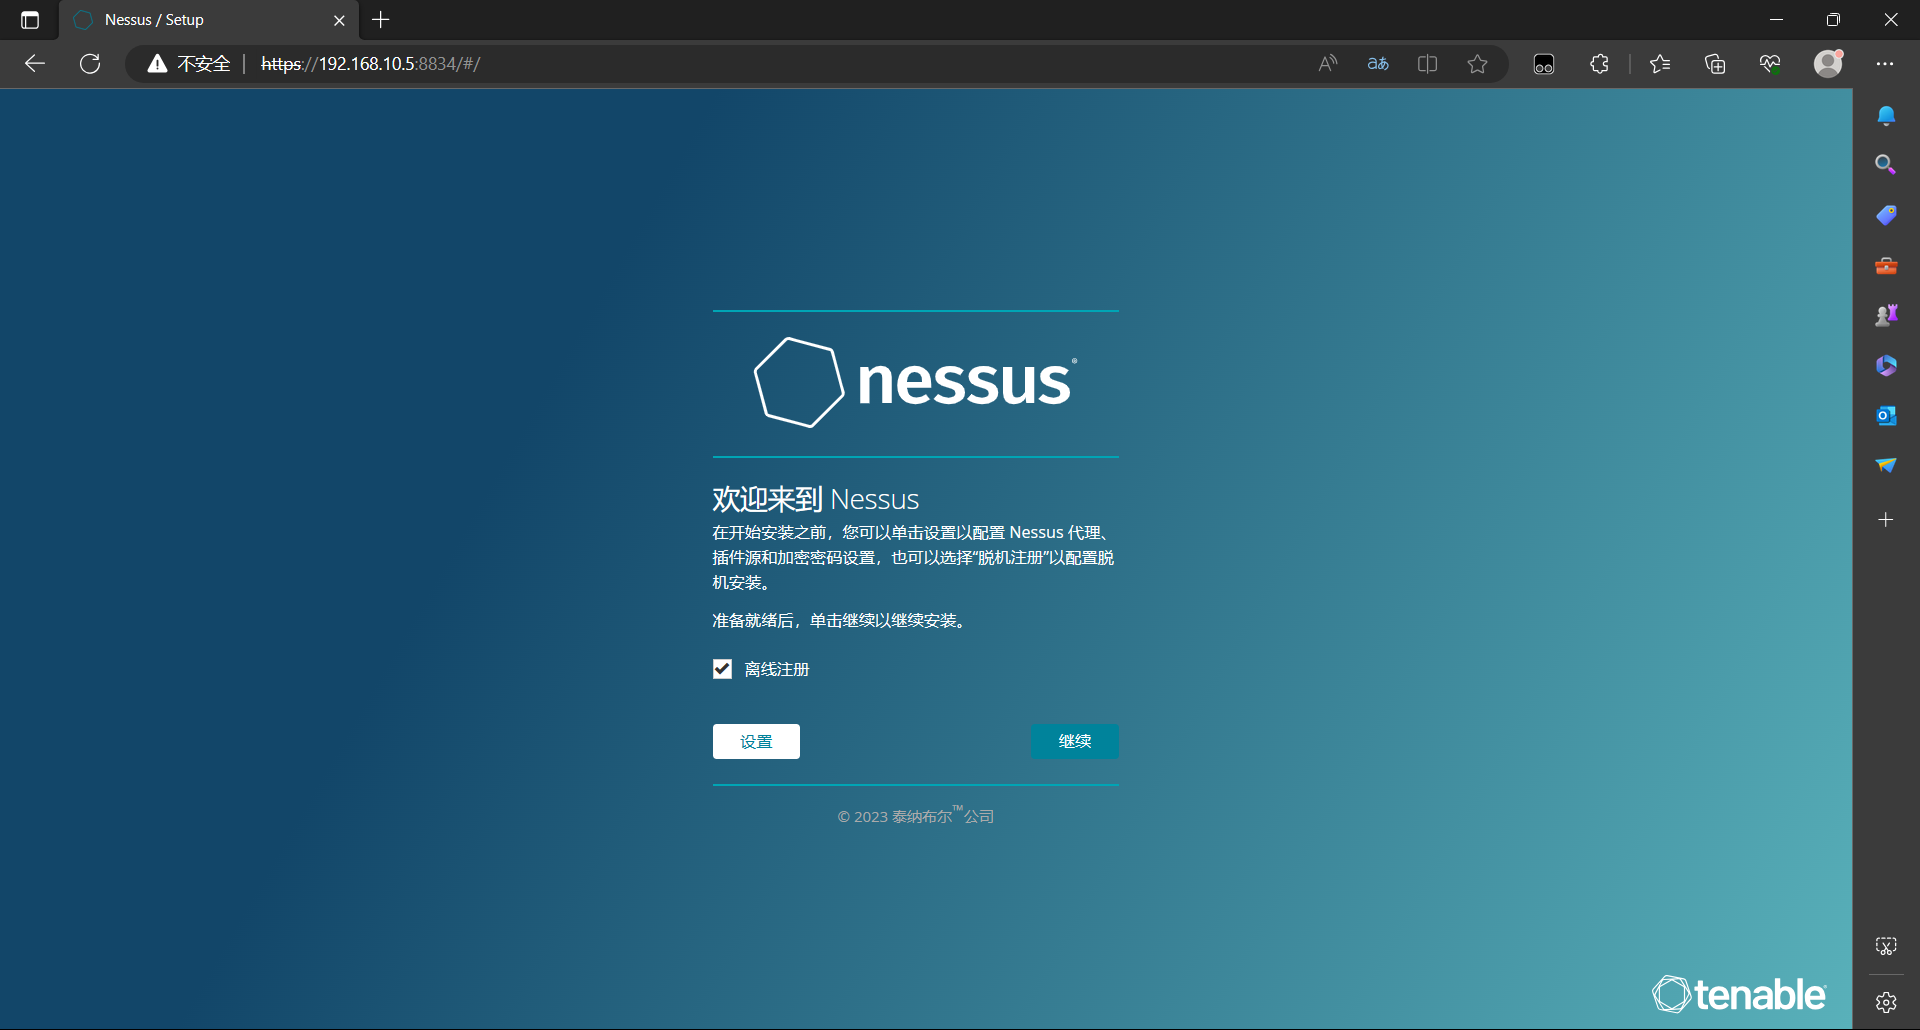 Nessus / Setup
不安全
https://192.168.10.5:8834/#/
nessus®
欢迎来到 Nessus
在开始安装之前，您可以单击设置以配置 Nessus 代理、
插件源和加密密码设置，也可以选择“脱机注册”以配置脱
机安装。
准备就绪后，单击继续以继续安装。
离线注册
设置
继续
© 2023 泰纳布尔™公司
tenable